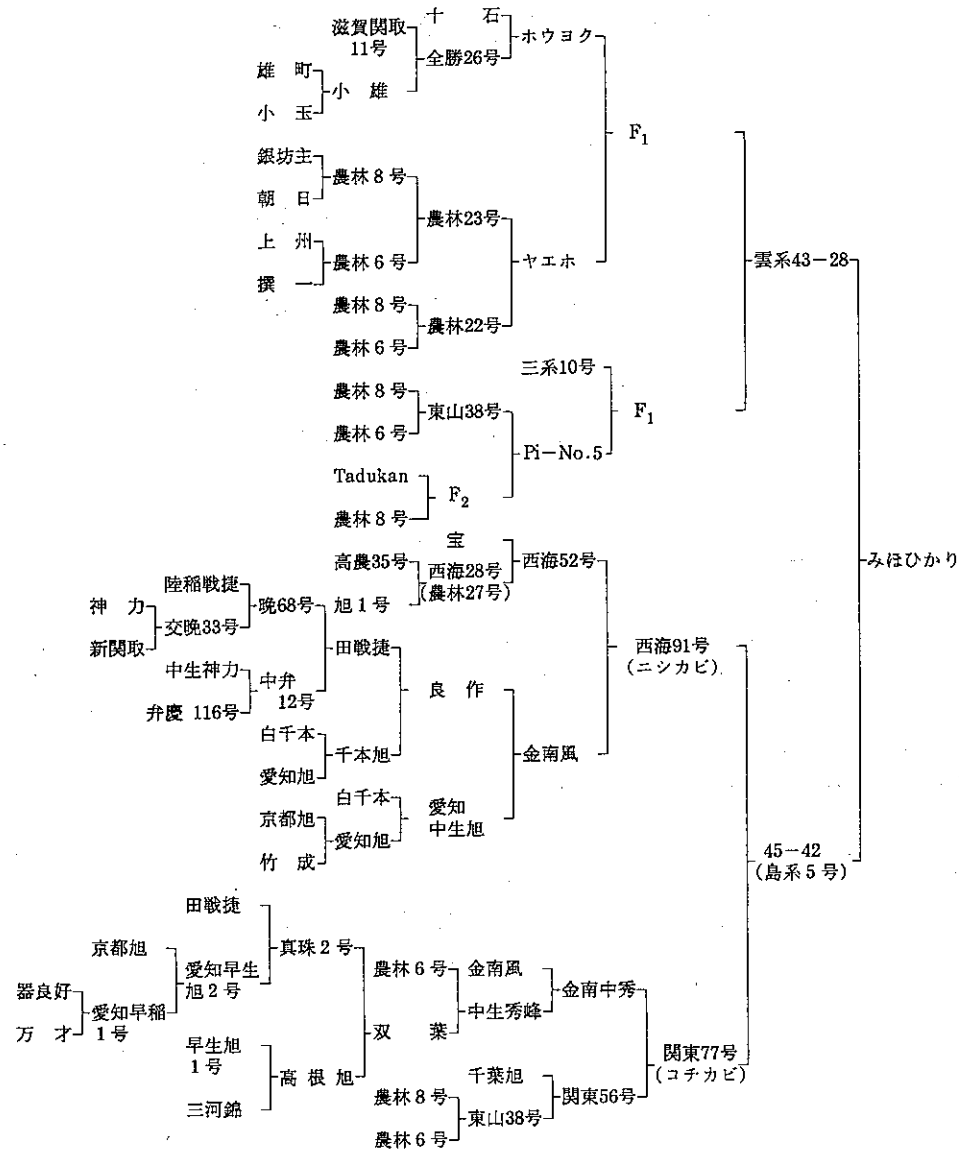 十 石
滋賀関取
11号
ホウヨク
全勝26号
雄 町
小 雄
小 玉
F₁
銀坊主
農林8号
朝 日
農林23号
上 州
農林6号
ヤエホ
雲系43-28
撰 一
農林8号
農林22号
農林6号
三系10号
農林8号
東山38号
F₁
農林6号
Pi-No.5
Tadukan
F₂
農林8号
宝
高農35号
西海28号
(農林27号)
西海52号
みほひかり
陸稲戦捷
神 力
晩68号
旭1号
交晩33号
新関取
田戦捷
西海91号
(ニシカビ)
中生神力
中弁
12号
良 作
弁慶116号
白千本
千本旭
金南風
愛知旭
白千本
愛知
中生旭
京都旭
愛知旭
竹 成
45-42
(島系5号)
田戦捷
京都旭
真珠2号
愛知早生
旭2号
農林6号
金南風
金南中秀
器良好
愛知早稲
1号
中生秀峰
万 才
双 葉
早生旭
1号
関東77号
(コチカビ)
高根旭
千葉旭
農林8号
関東56号
三河錦
東山38号
農林6号